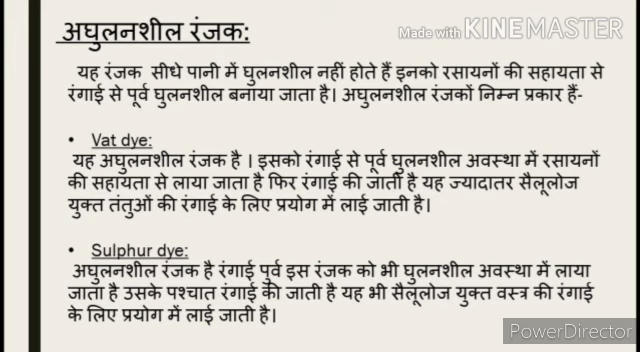 अघुलनशील रंजक:
Made with KINEMASTER
यह रंजक सीधे पानी में घुलनशील नहीं होते हैं इनको रसायनों की सहायता से
रंगाई से पूर्व घुलनशील बनाया जाता है। अघुलनशील रंजकों निम्न प्रकार हैं-
• Vat dye:
यह अघुलनशील रंजक है । इसको रंगाई से पूर्व घुलनशील अवस्था में रसायनों
की सहायता से लाया जाता है फिर रंगाई की जाती है यह ज्यादातर सैलूलोज
युक्त तंतुओं की रंगाई के लिए प्रयोग में लाई जाती है।
• Sulphur dye:
अघुलनशील रंजक है रंगाई पूर्व इस रंजक को भी घुलनशील अवस्था में लाया
जाता है उसके पश्चात रंगाई की जाती है यह भी सैलूलोज युक्त वस्त्र की रंगाई
के लिए प्रयोग में लाई जाती है।
PowerDirector